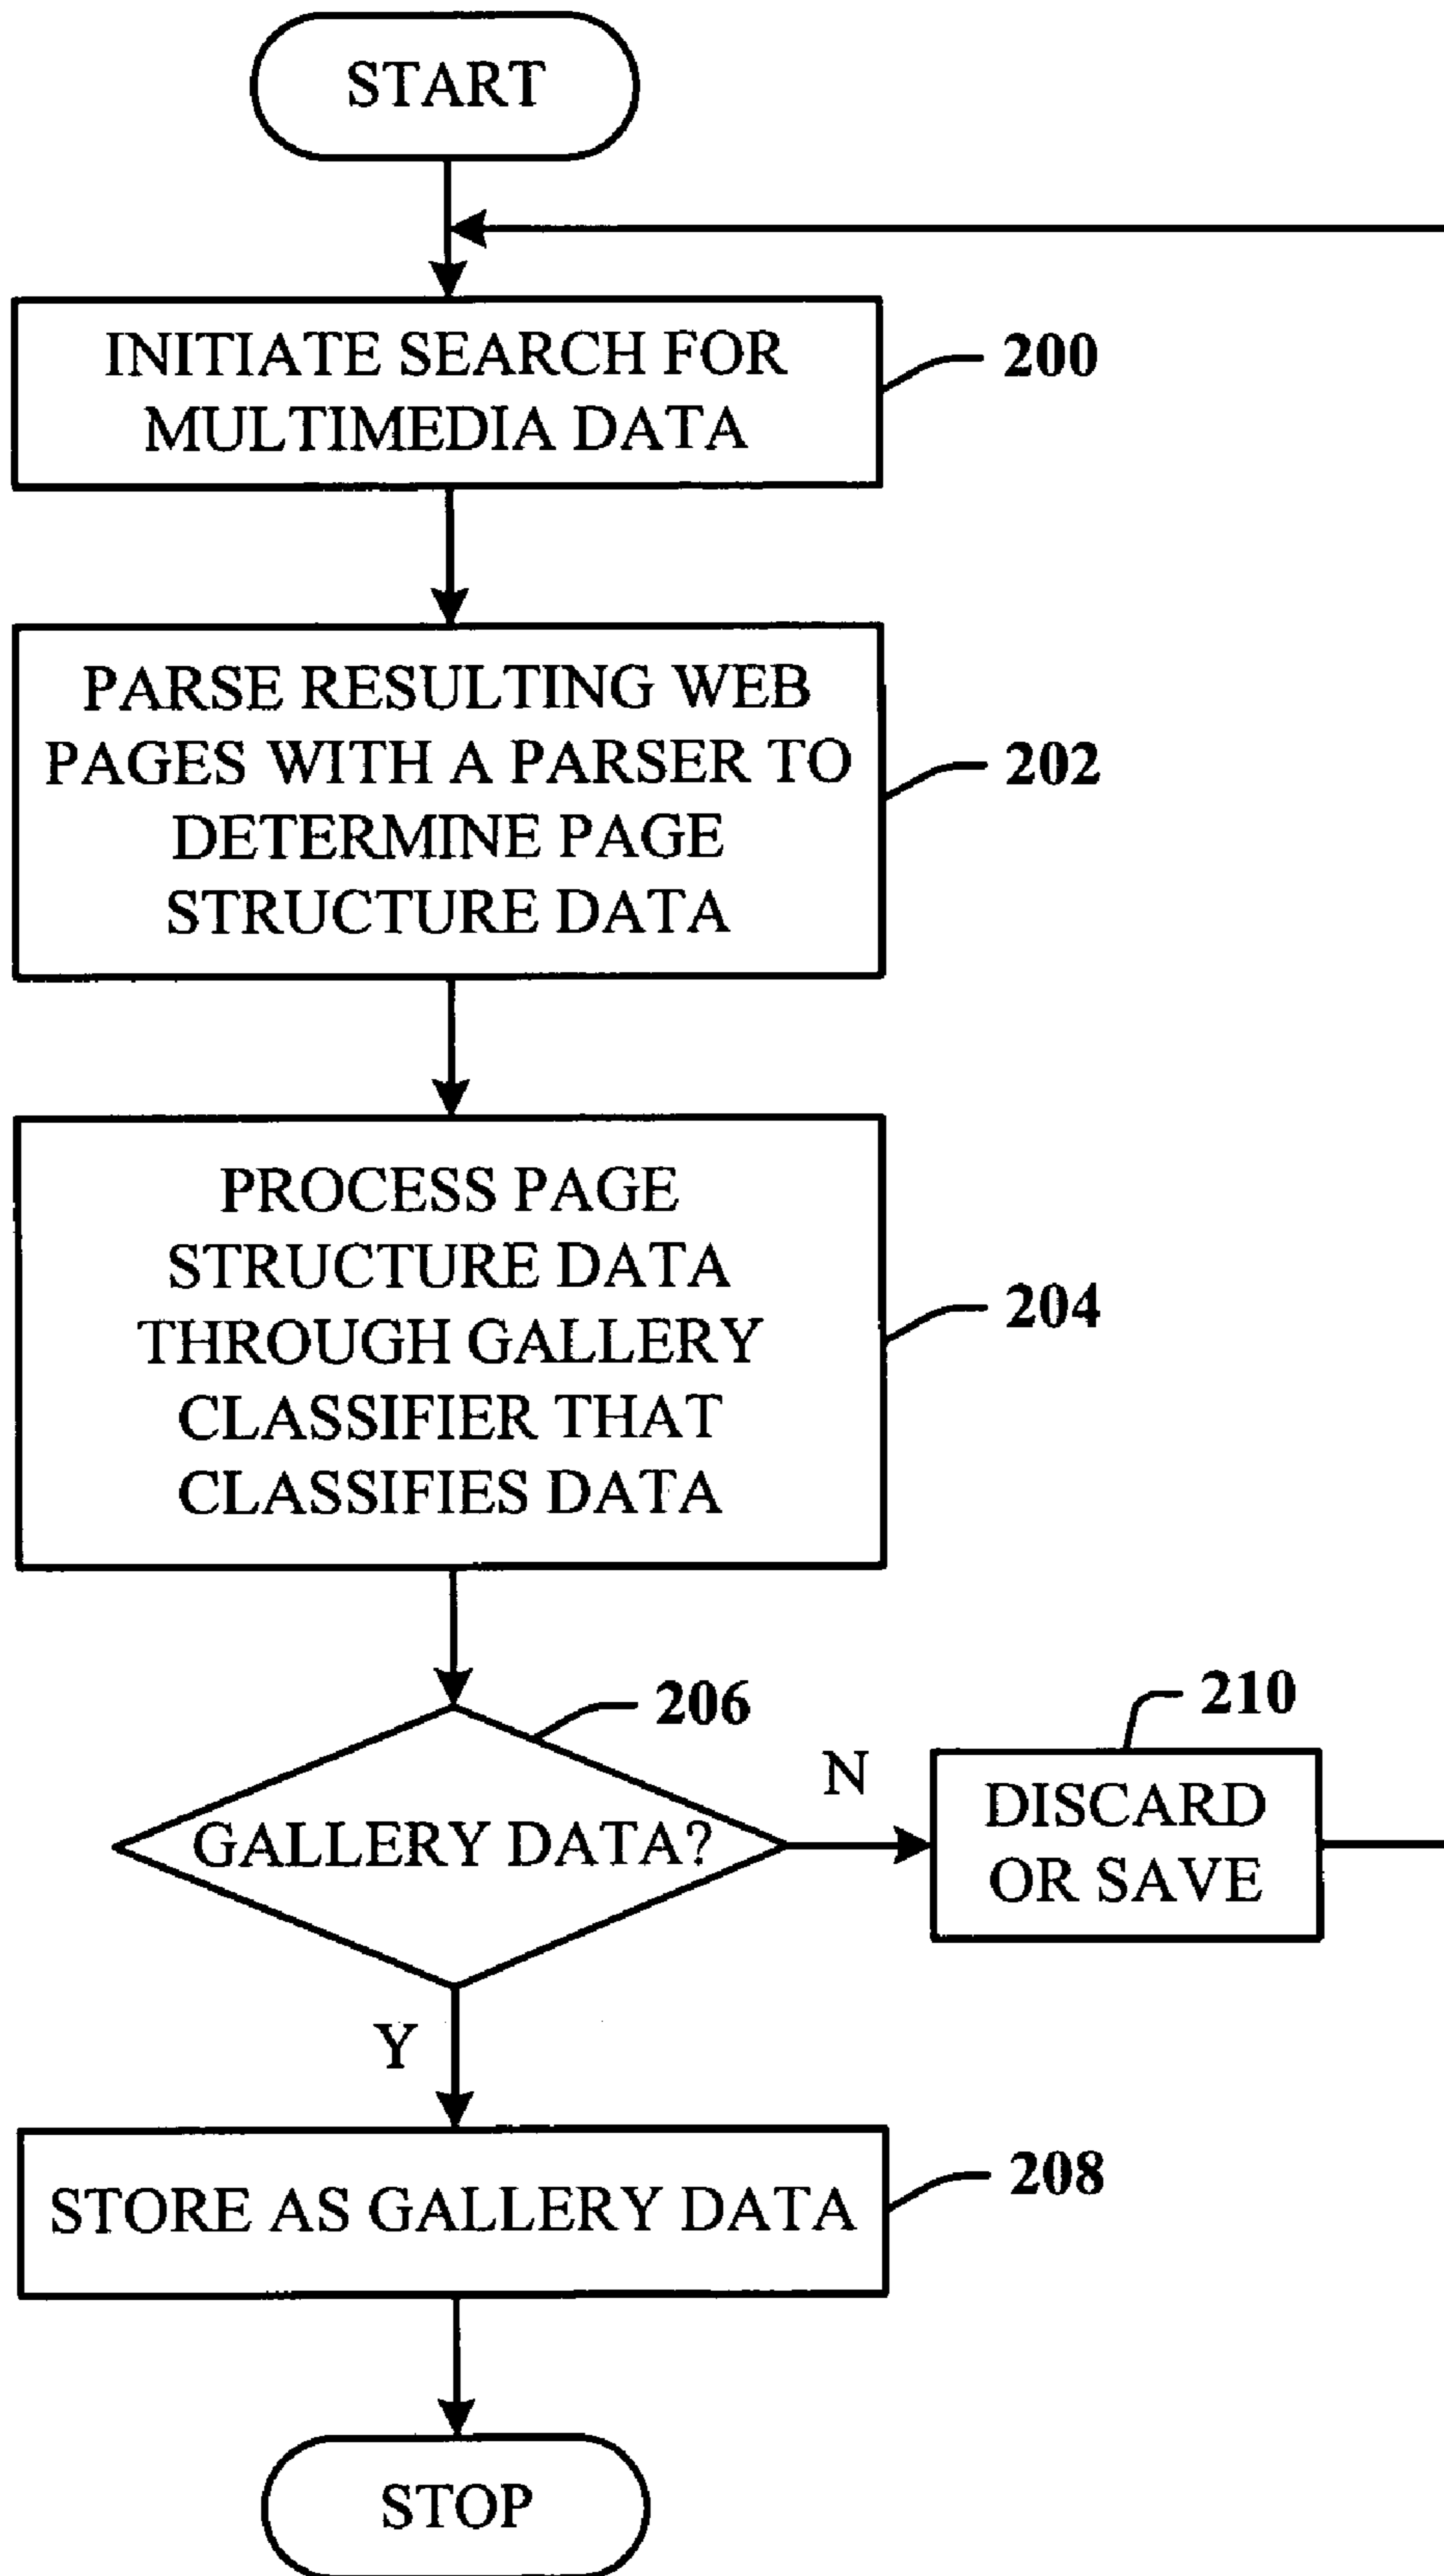 START
INITIATE SEARCH FOR
MULTIMEDIA DATA
200
PARSE RESULTING WEB
PAGES WITH A PARSER TO
DETERMINE PAGE
STRUCTURE DATA
202
PROCESS PAGE
STRUCTURE DATA
THROUGH GALLERY
CLASSIFIER THAT
CLASSIFIES DATA
204
206
GALLERY DATA?
N
210
DISCARD
OR SAVE
Y
STORE AS GALLERY DATA
208
STOP